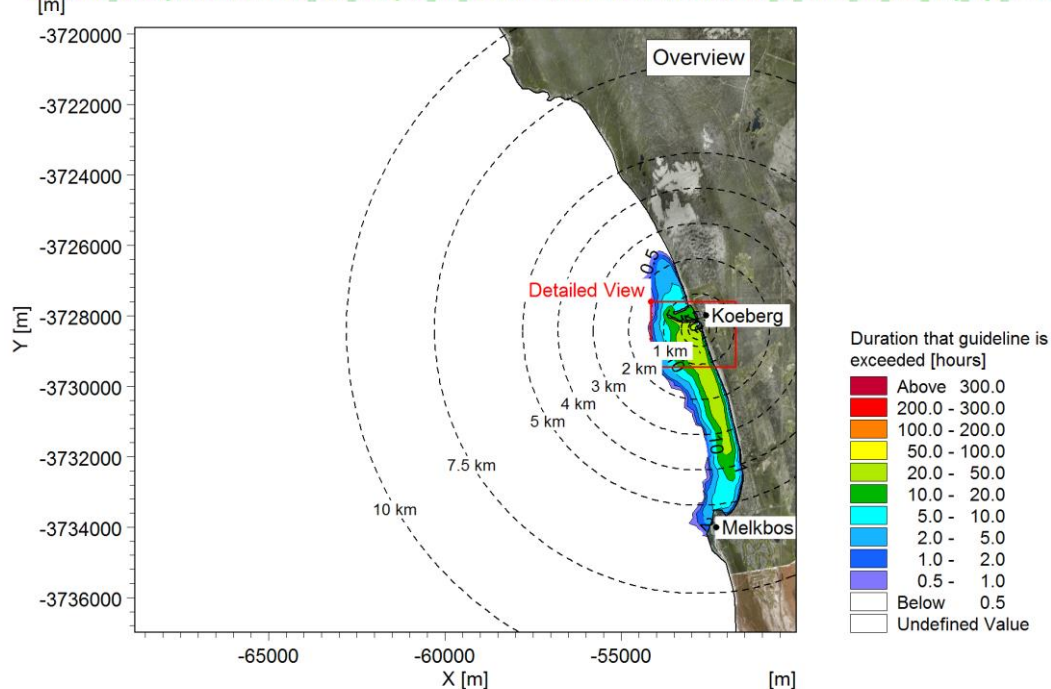 [m]
-3720000
Overview
-3722000
-3724000
-3726000
0.5
Detailed View
-3728000
Koeberg
Y [m]
1 km
2 km
-3730000
3 km
4 km
5 km
10
-3732000
7.5 km
10 km
-3734000
Melkbos
-3736000
-65000
-60000
-55000
X [m]
[m]
Duration that guideline is
exceeded [hours]
Above 300.0
200.0 - 300.0
100.0 - 200.0
50.0 - 100.0
20.0 - 50.0
10.0 - 20.0
5.0 - 10.0
2.0 - 5.0
1.0 - 2.0
0.5 - 1.0
Below 0.5
Undefined Value